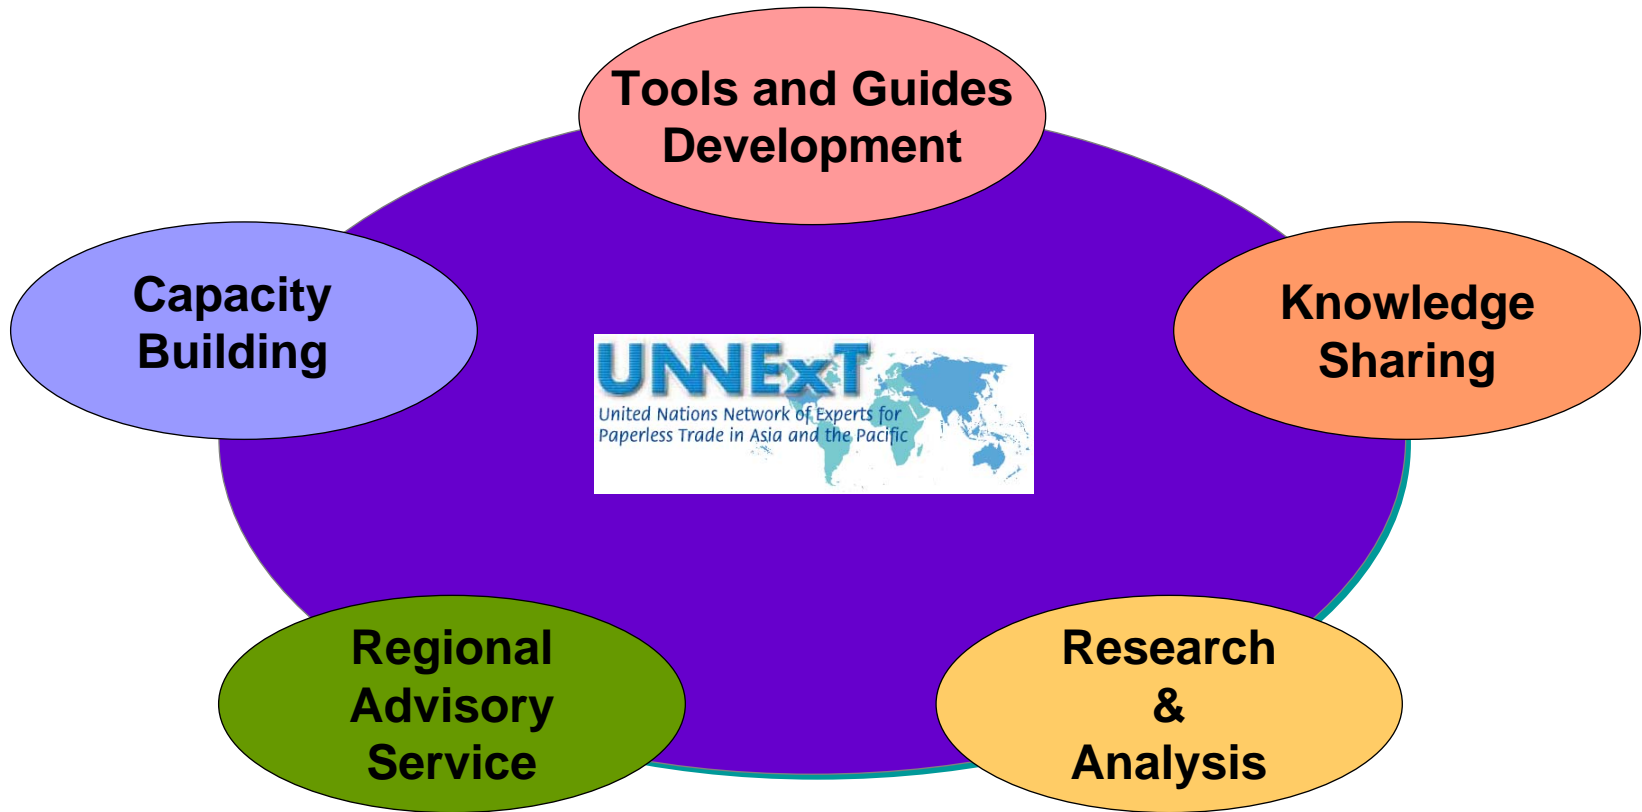 Tools and Guides
Development
Capacity
Building
Knowledge
Sharing
UNNExT
United Nations Network of Experts for
Paperless Trade in Asia and the Pacific
Regional
Advisory
Service
Research
&
Analysis